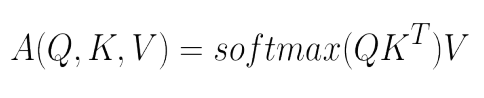 A(Q, K, V) = softmax(QK^T)V